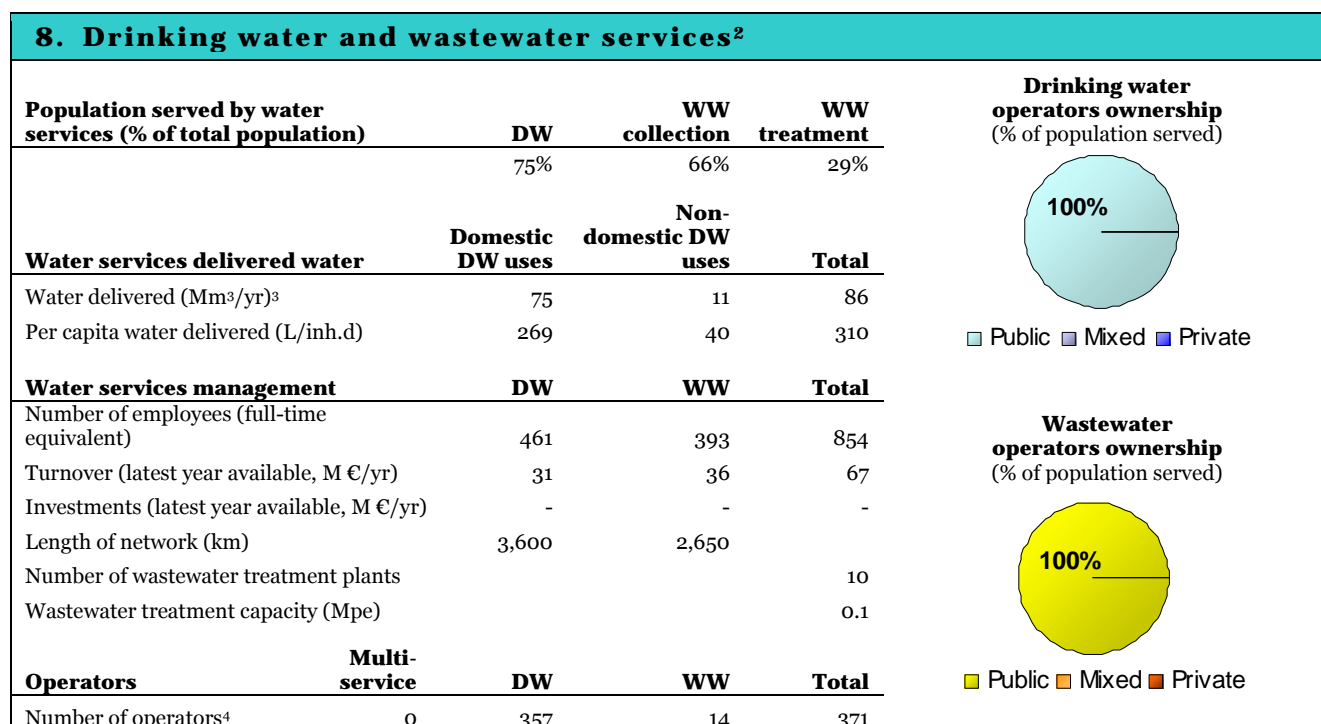 8. Drinking water and wastewater services²
Population served by water
services (% of total population) DW WW collection WW treatment
75% 66% 29%
Water services delivered water Domestic DW uses Non-domestic DW uses Total
Water delivered (Mm³/yr)³ 75 11 86
Per capita water delivered (L/inh.d) 269 40 310
Water services management DW WW Total
Number of employees (full-time
equivalent) 461 393 854
Turnover (latest year available, M €/yr) 31 36 67
Investments (latest year available, M €/yr) - - -
Length of network (km) 3,600 2,650
Number of wastewater treatment plants 10
Wastewater treatment capacity (Mpe) 0.1
Operators Multi-service DW WW Total
Number of operators⁴ 0 357 14 371
Drinking water
operators ownership
(% of population served)
100%
Public Mixed Private
Wastewater
operators ownership
(% of population served)
100%
Public Mixed Private